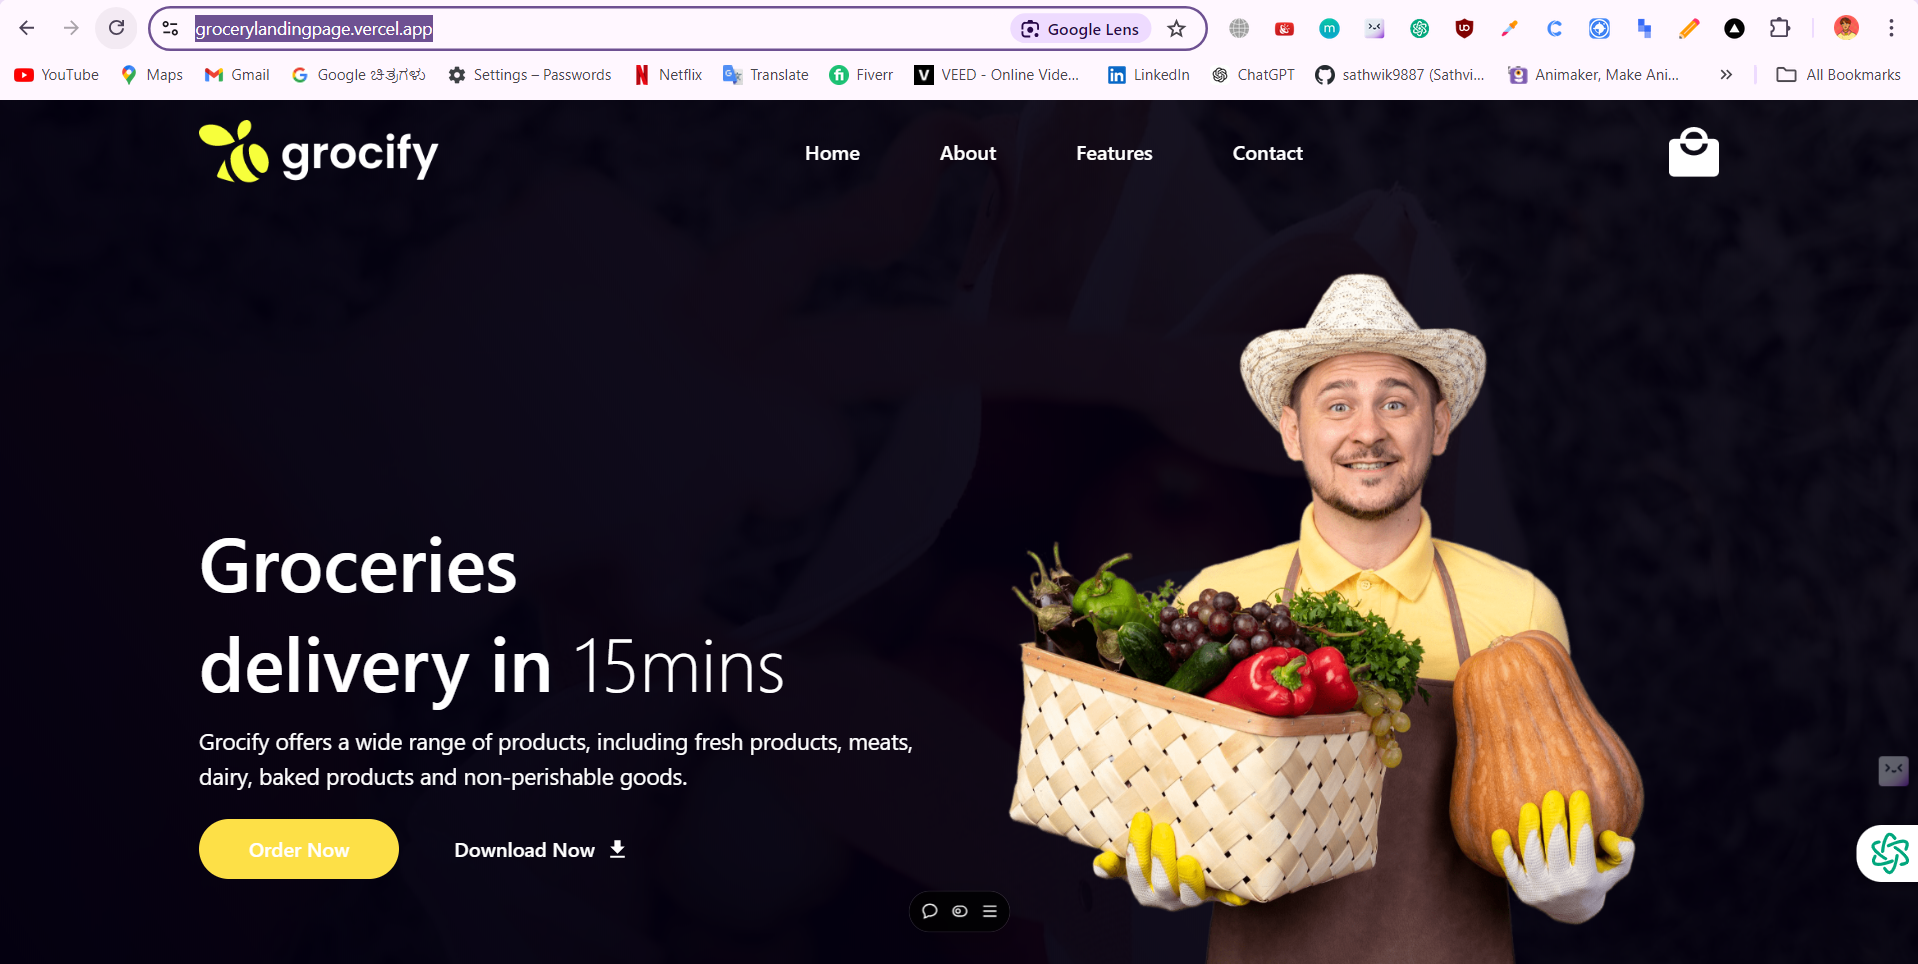 grocerylandingpage.vercel.app
Google Lens
YouTube
Maps
Gmail
Google ಚಿತ್ರಗಳು
Settings – Passwords
Netflix
Translate
Fiverr
VEED - Online Vide...
LinkedIn
ChatGPT
sathwik9887 (Sathvi...
Animaker, Make Ani...
All Bookmarks
grocify
Home
About
Features
Contact
Groceries
delivery in 15mins
Grocify offers a wide range of products, including fresh products, meats,
dairy, baked products and non-perishable goods.
Order Now
Download Now